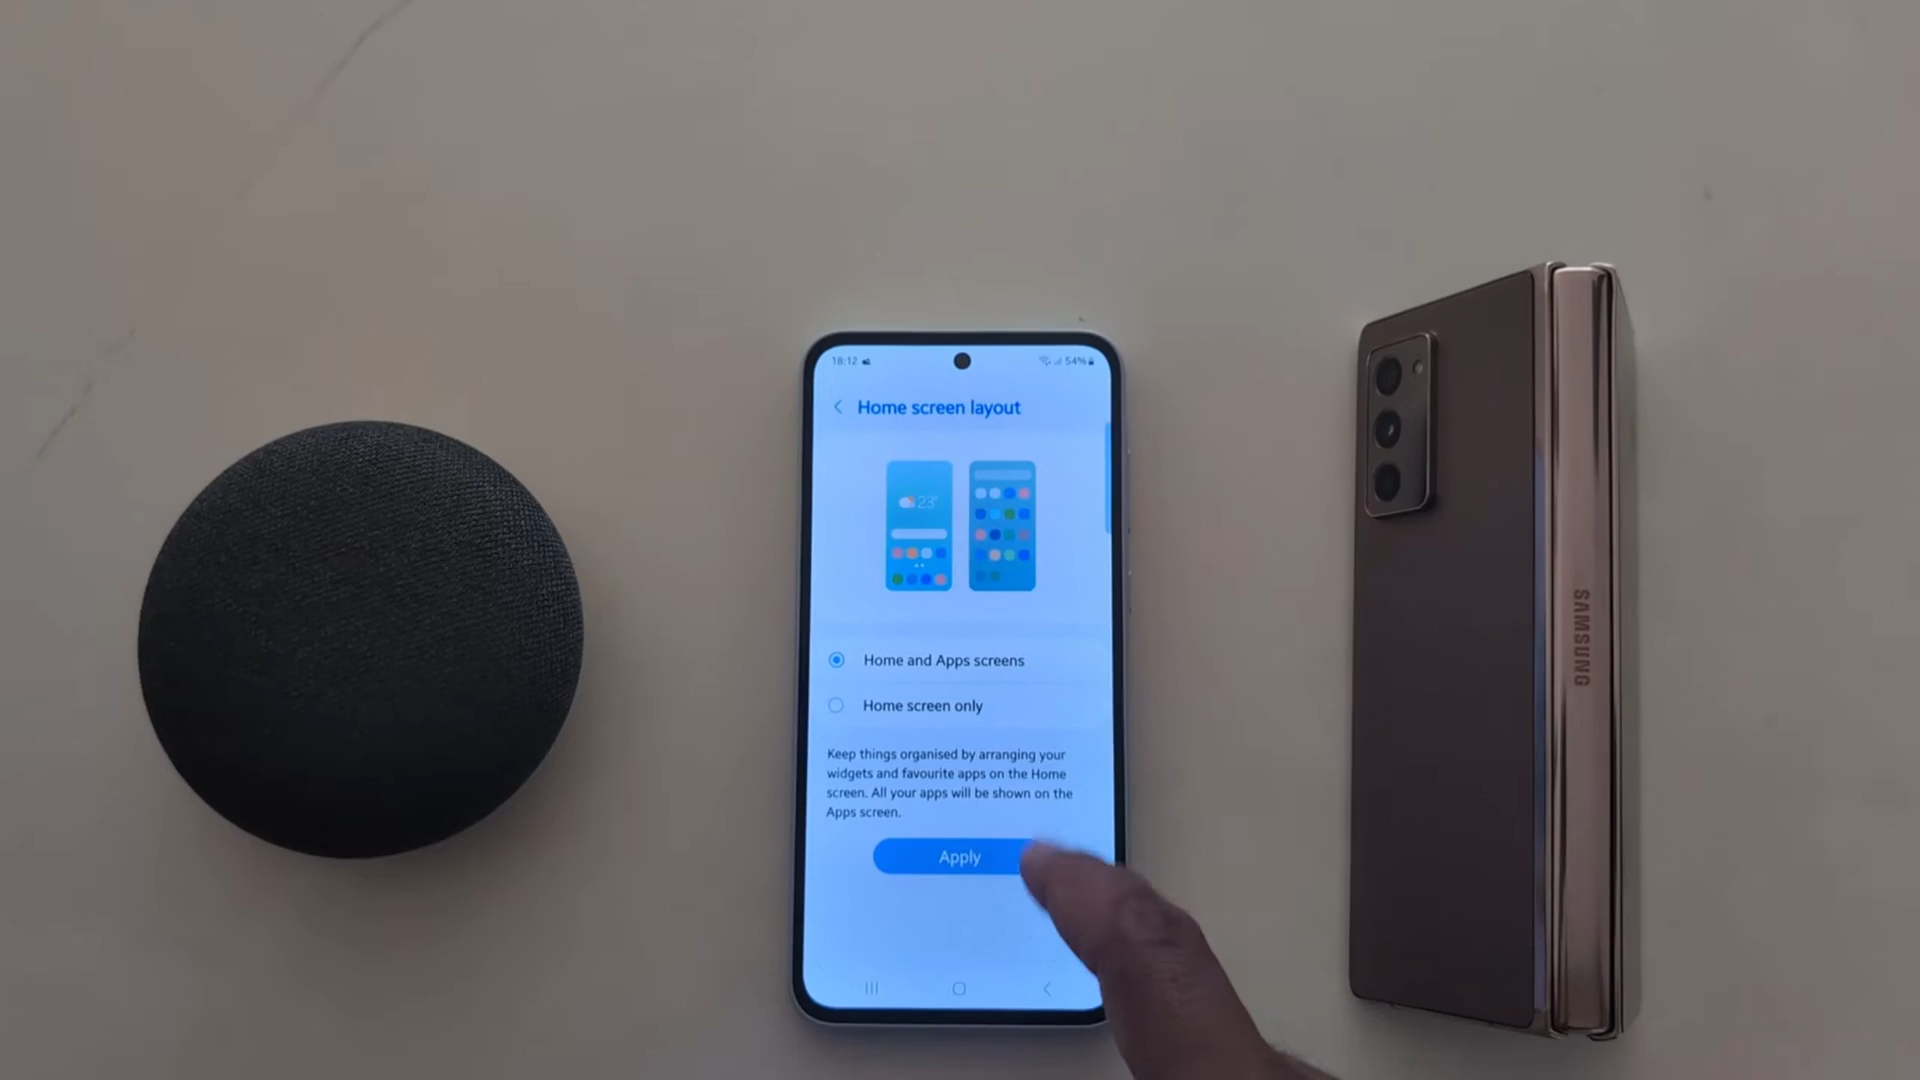 18:12
54%
Home screen layout
23°
Home and Apps screens
Home screen only
Keep things organised by arranging your
widgets and favourite apps on the Home
screen. All your apps will be shown on the
Apps screen.
Apply
SAMSUNG